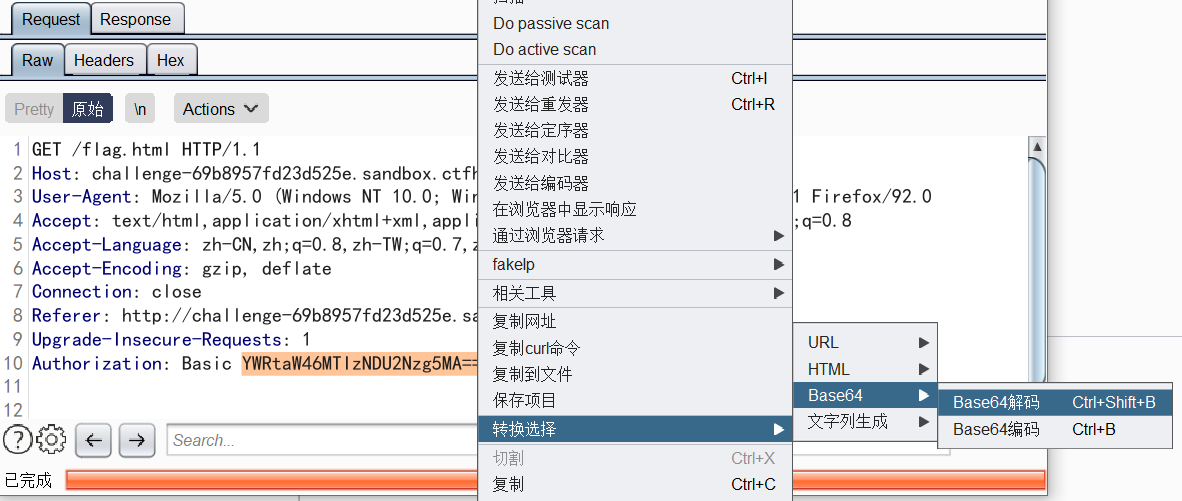 Request Response
Raw Headers Hex
Pretty 原始 \n Actions
1 GET /flag.html HTTP/1.1
2 Host: challenge-69b8957fd23d525e.sandbox.ctfh
3 User-Agent: Mozilla/5.0 (Windows NT 10.0; Win 1 Firefox/92.0
4 Accept: text/html,application/xhtml+xml,appli ;q=0.8
5 Accept-Language: zh-CN,zh;q=0.8,zh-TW;q=0.7,z
6 Accept-Encoding: gzip, deflate
7 Connection: close
8 Referer: http://challenge-69b8957fd23d525e.sa
9 Upgrade-Insecure-Requests: 1
10 Authorization: Basic YWRtaW46MTIzNDU2Nzg5MA==
11
12
Search...
已完成
Do passive scan
Do active scan
发送给测试器 Ctrl+I
发送给重发器 Ctrl+R
发送给定序器
发送给对比器
发送给编码器
在浏览器中显示响应
通过浏览器请求
fakeIp
相关工具
复制网址
复制curl命令
复制到文件
保存项目
转换选择
切割 Ctrl+X
复制 Ctrl+C
URL
HTML
Base64
文字列生成
Base64解码 Ctrl+Shift+B
Base64编码 Ctrl+B